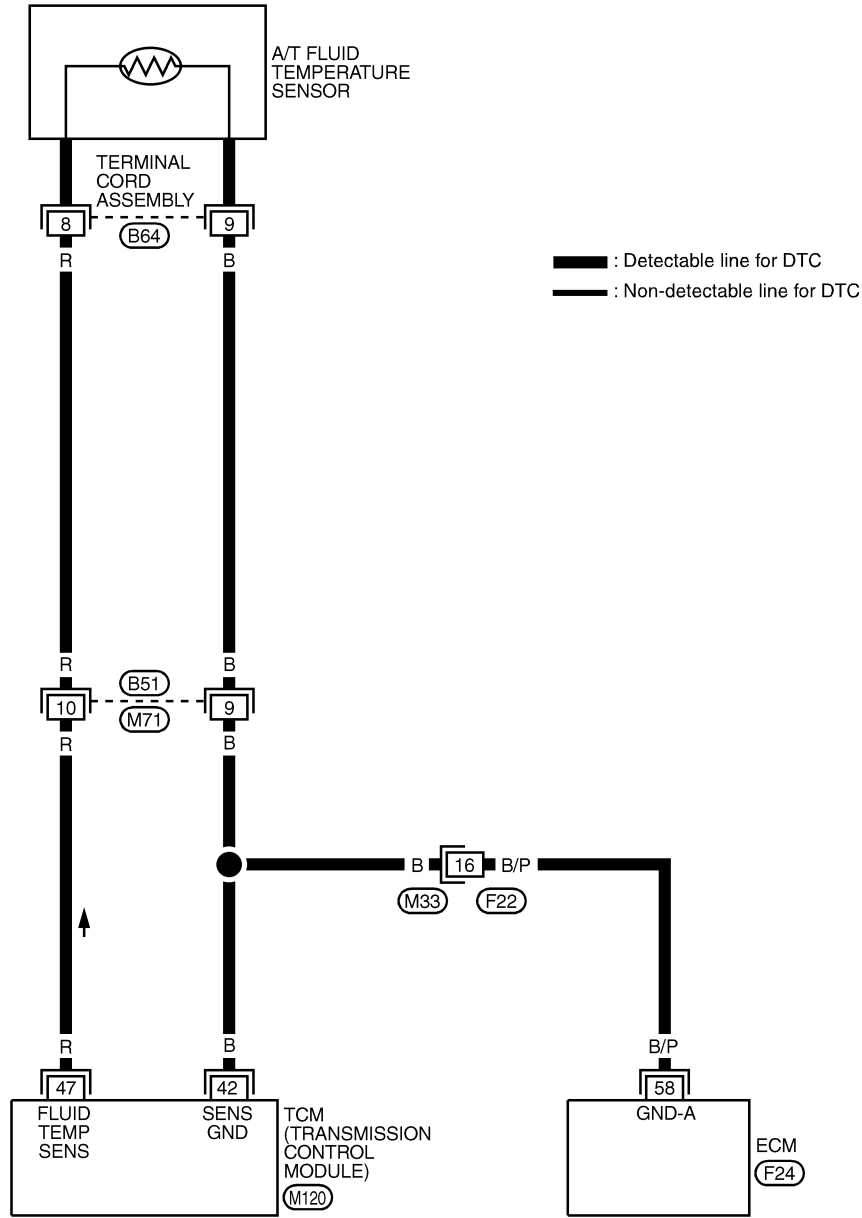 A/T FLUID
TEMPERATURE
SENSOR
TERMINAL
CORD
ASSEMBLY
8
9
B64
R
B
: Detectable line for DTC
: Non-detectable line for DTC
R
B
B51
10
9
M71
R
B
B
16
B/P
M33
F22
R
B
B/P
47
42
58
FLUID
TEMP
SENS
SENS
GND
TCM
(TRANSMISSION
CONTROL
MODULE)
M120
GND-A
ECM
F24